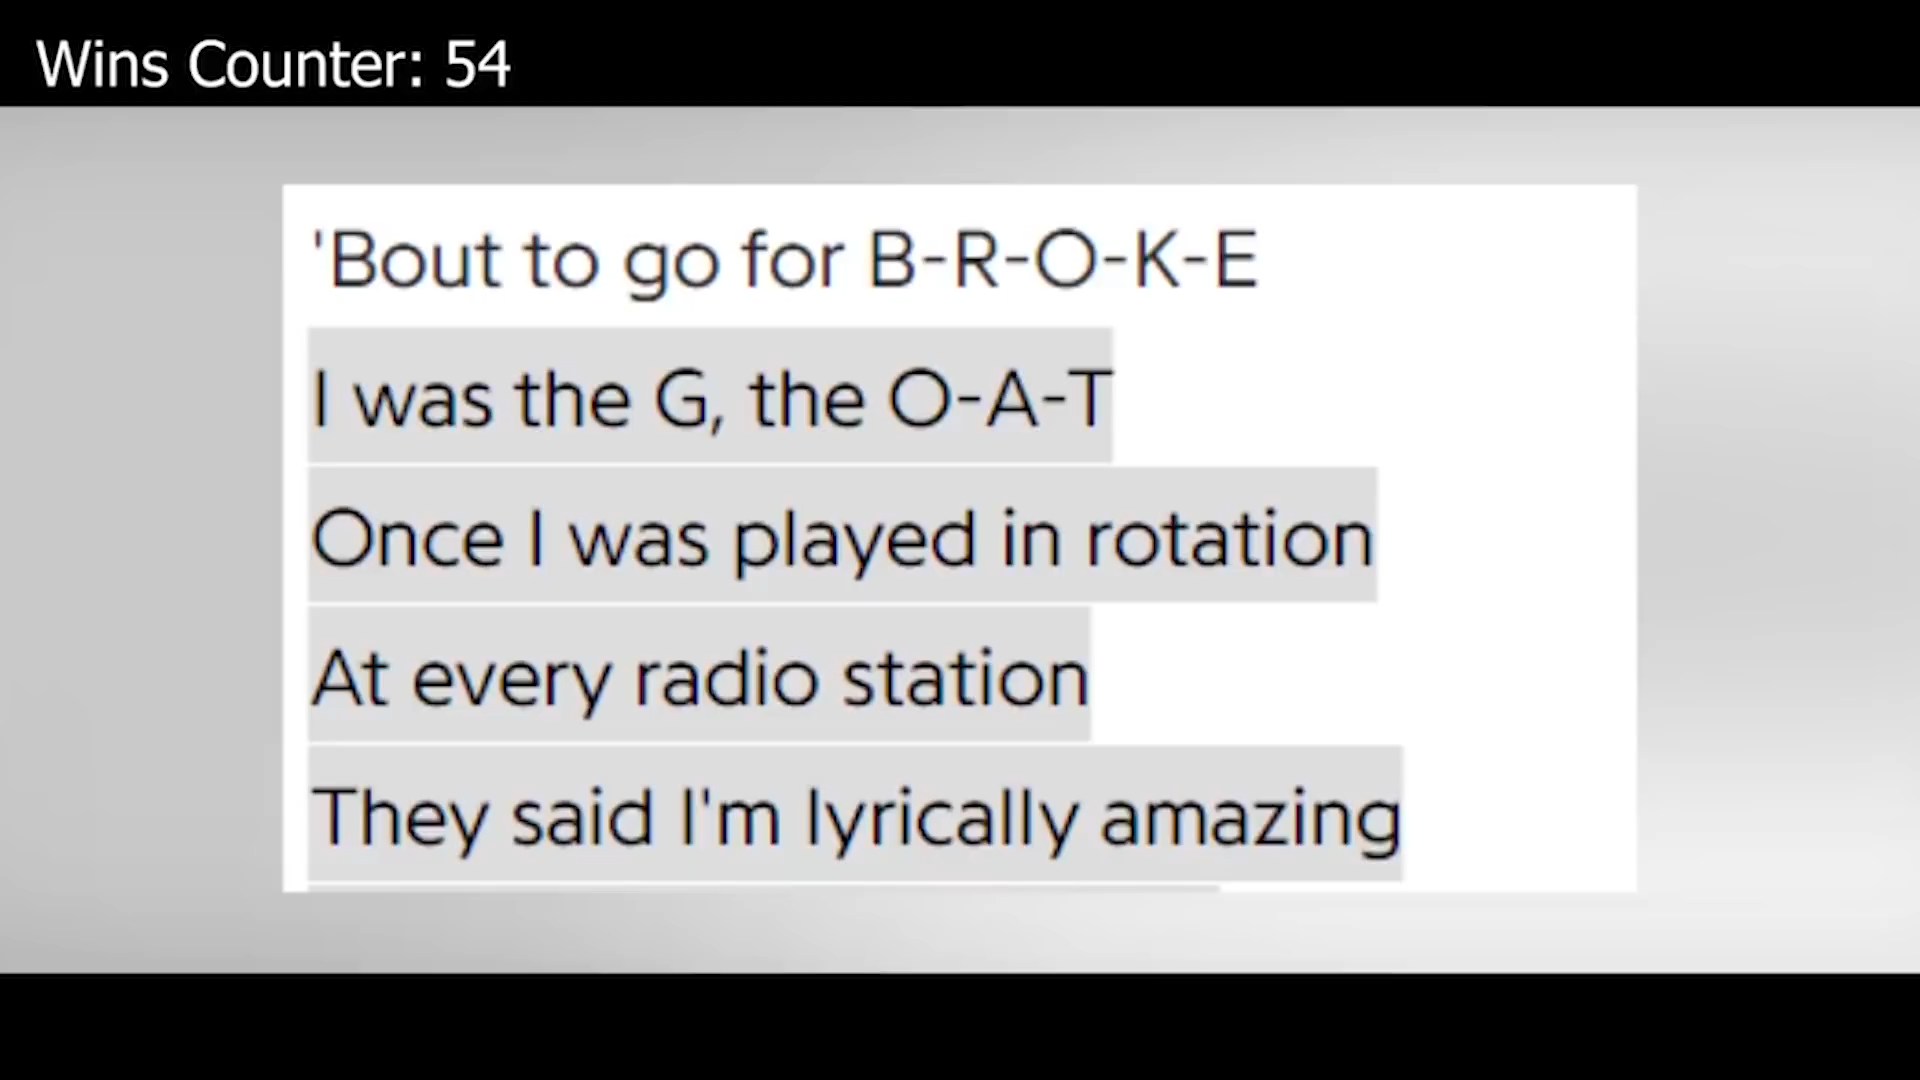 Wins Counter: 54
'Bout to go for B-R-O-K-E
I was the G, the O-A-T
Once I was played in rotation
At every radio station
They said I'm lyrically amazing